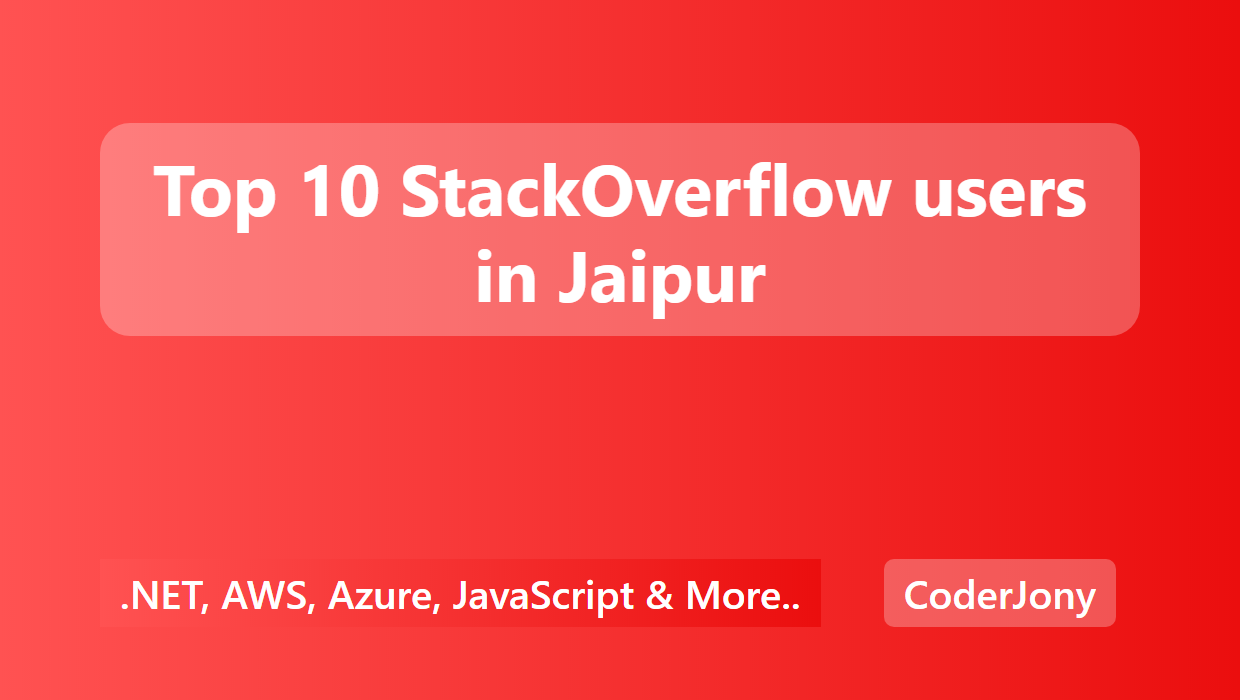 Top 10 StackOverflow users
in Jaipur
.NET, AWS, Azure, JavaScript & More..
CoderJony